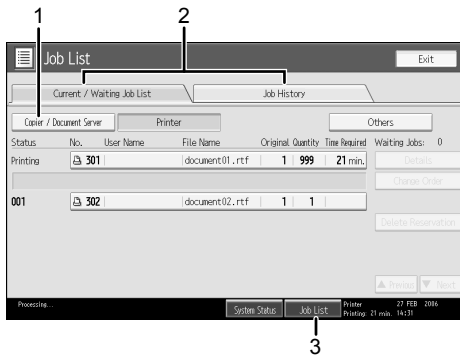 1
2
Job List
Exit
Current / Waiting Job List
Job History
Copier / Document Server
Printer
Others
Status No. User Name File Name Original Quantity Time Required Waiting Jobs: 0
Printing 301 document01.rtf 1 999 21 min.
Details
Change Order
001 302 document02.rtf 1 1
Delete Reservation
▲ Previous ▼ Next
Processing...
System Status
Job List
Printer 27 FEB 2006
Printing: 21 min. 14:31
3